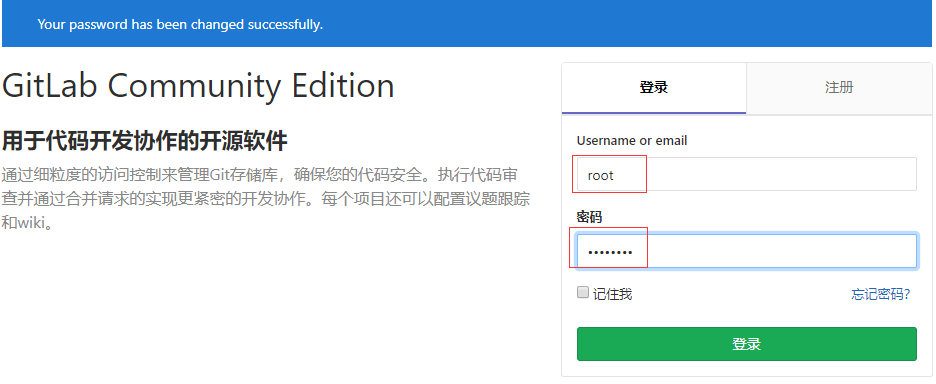 Your password has been changed successfully.
GitLab Community Edition
用于代码开发协作的开源软件
通过细粒度的访问控制来管理Git存储库，确保您的代码安全。执行代码审
查并通过合并请求的实现更紧密的开发协作。每个项目还可以配置议题跟踪
和wiki。
登录
注册
Username or email
root
密码
••••••••
记住我
忘记密码?
登录